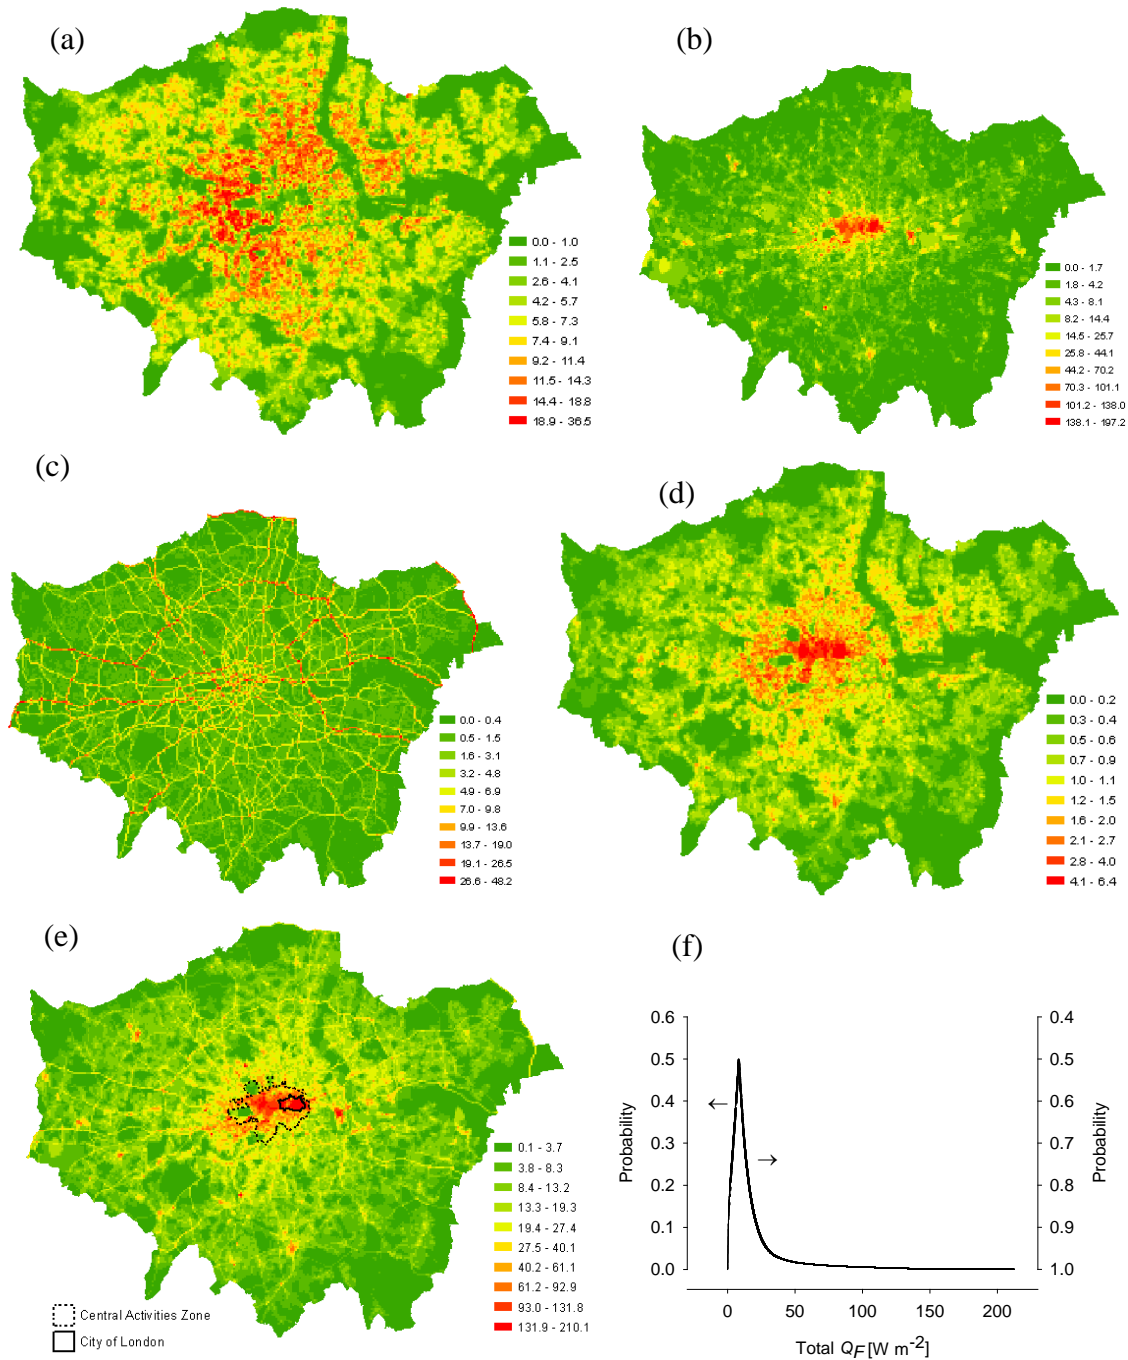 (a)
0.0 - 1.0
1.1 - 2.5
2.6 - 4.1
4.2 - 5.7
5.8 - 7.3
7.4 - 9.1
9.2 - 11.4
11.5 - 14.3
14.4 - 18.8
18.9 - 36.5
(b)
0.0 - 1.7
1.8 - 4.2
4.3 - 8.1
8.2 - 14.4
14.5 - 25.7
25.8 - 44.1
44.2 - 70.2
70.3 - 101.1
101.2 - 138.0
138.1 - 197.2
(c)
0.0 - 0.4
0.5 - 1.5
1.6 - 3.1
3.2 - 4.8
4.9 - 6.9
7.0 - 9.8
9.9 - 13.6
13.7 - 19.0
19.1 - 26.5
26.6 - 48.2
(d)
0.0 - 0.2
0.3 - 0.4
0.5 - 0.6
0.7 - 0.9
1.0 - 1.1
1.2 - 1.5
1.6 - 2.0
2.1 - 2.7
2.8 - 4.0
4.1 - 6.4
(e)
0.1 - 3.7
3.8 - 8.3
8.4 - 13.2
13.3 - 19.3
19.4 - 27.4
27.5 - 40.1
40.2 - 61.1
61.2 - 92.9
93.0 - 131.8
131.9 - 210.1
Central Activities Zone
City of London
(f)
Probability
0.6
0.5
0.4
0.3
0.2
0.1
0.0
←
→
0.4
0.5
0.6
0.7
0.8
0.9
1.0
Probability
0 50 100 150 200
Total Q_F [W m⁻²]